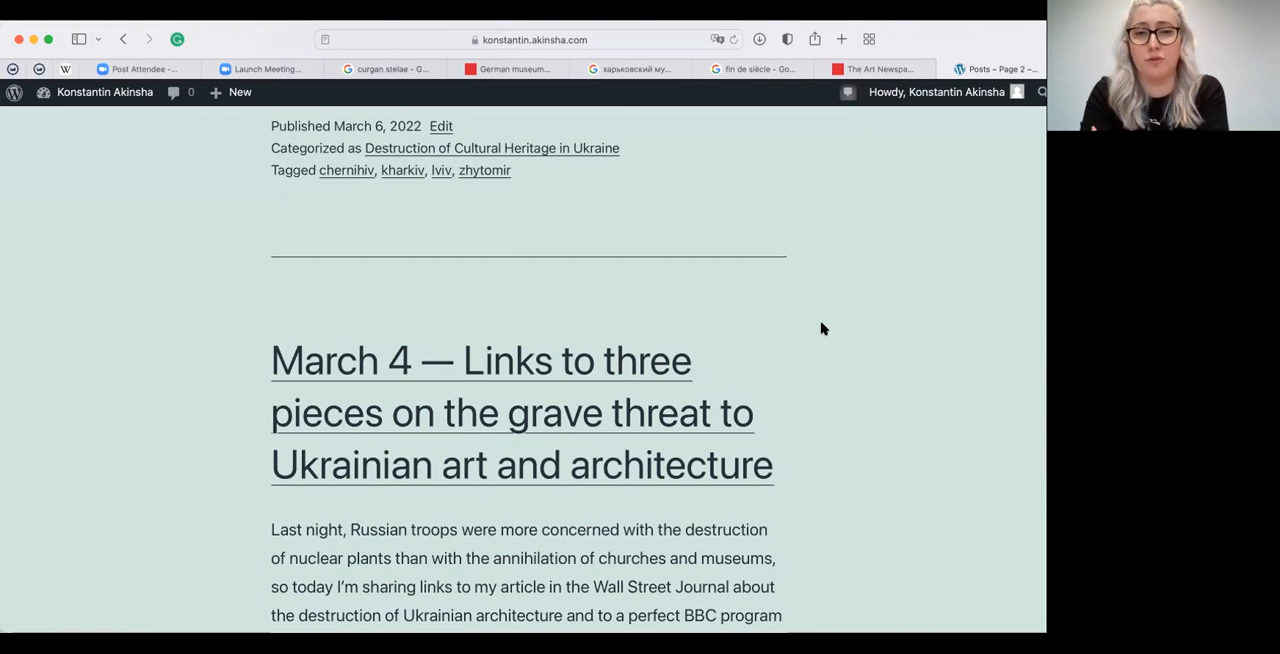 konstantin.akinsha.com
W
Post Attendee -...
Launch Meeting...
curgan stelae - G...
German museum...
харьковский му...
fin de siècle - Go...
The Art Newspa...
Posts – Page 2 –...
Konstantin Akinsha
0
New
Howdy, Konstantin Akinsha
Published March 6, 2022 Edit
Categorized as Destruction of Cultural Heritage in Ukraine
Tagged chernihiv, kharkiv, lviv, zhytomir
March 4 — Links to three
pieces on the grave threat to
Ukrainian art and architecture
Last night, Russian troops were more concerned with the destruction
of nuclear plants than with the annihilation of churches and museums,
so today I'm sharing links to my article in the Wall Street Journal about
the destruction of Ukrainian architecture and to a perfect BBC program